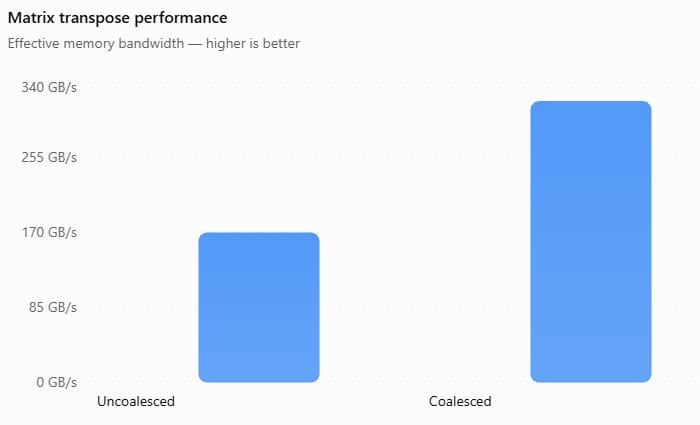 Matrix transpose performance
Effective memory bandwidth — higher is better
340 GB/s
255 GB/s
170 GB/s
85 GB/s
0 GB/s
Uncoalesced
Coalesced